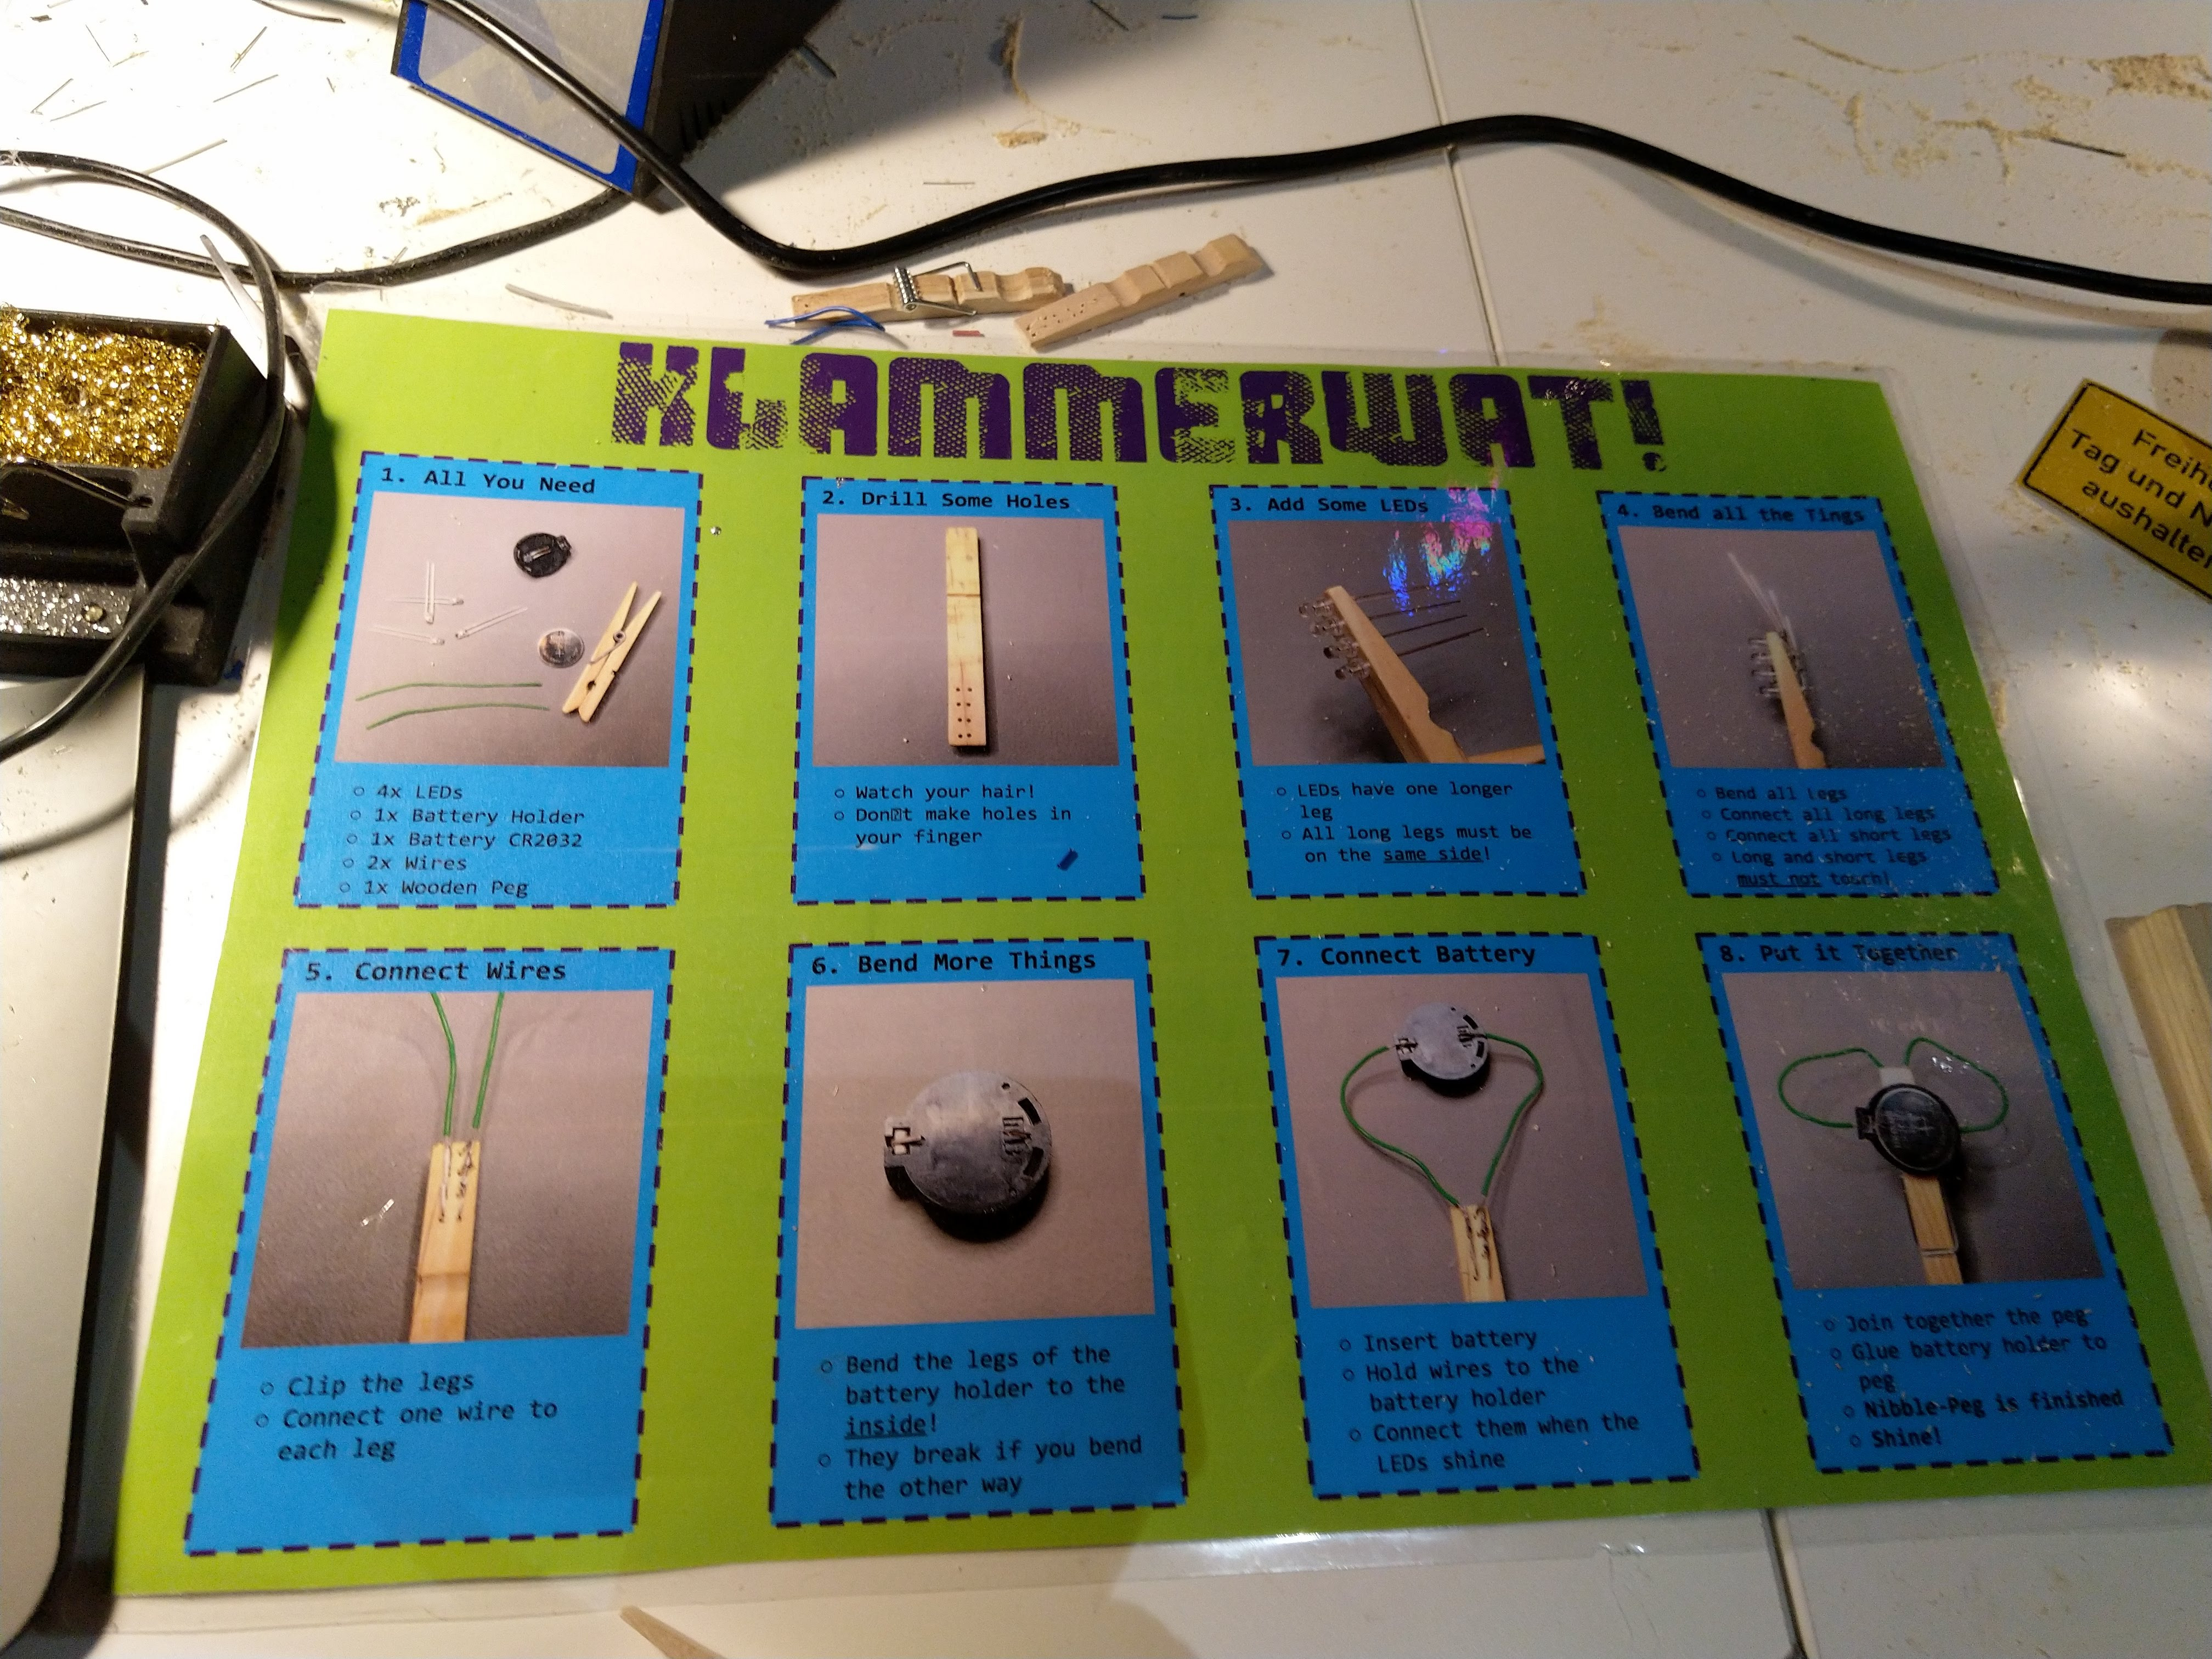 KLAMMERWAT!
1. All You Need
○ 4x LEDs
○ 1x Battery Holder
○ 1x Battery CR2032
○ 2x Wires
○ 1x Wooden Peg
2. Drill Some Holes
○ Watch your hair!
○ Don�t make holes in
your finger
3. Add Some LEDs
○ LEDs have one longer
leg
○ All long legs must be
on the same side!
4. Bend all the Tings
○ Bend all Legs
○ Connect all long legs
○ Connect all short legs
○ Long and short legs
must not touch!
5. Connect Wires
○ Clip the legs
○ Connect one wire to
each leg
6. Bend More Things
○ Bend the legs of the
battery holder to the
inside!
○ They break if you bend
the other way
7. Connect Battery
○ Insert battery
○ Hold wires to the
battery holder
○ Connect them when the
LEDs shine
8. Put it Together
○ Join together the peg
○ Glue battery holder to
peg
○ Nibble-Peg is finished
○ Shine!
Tag und